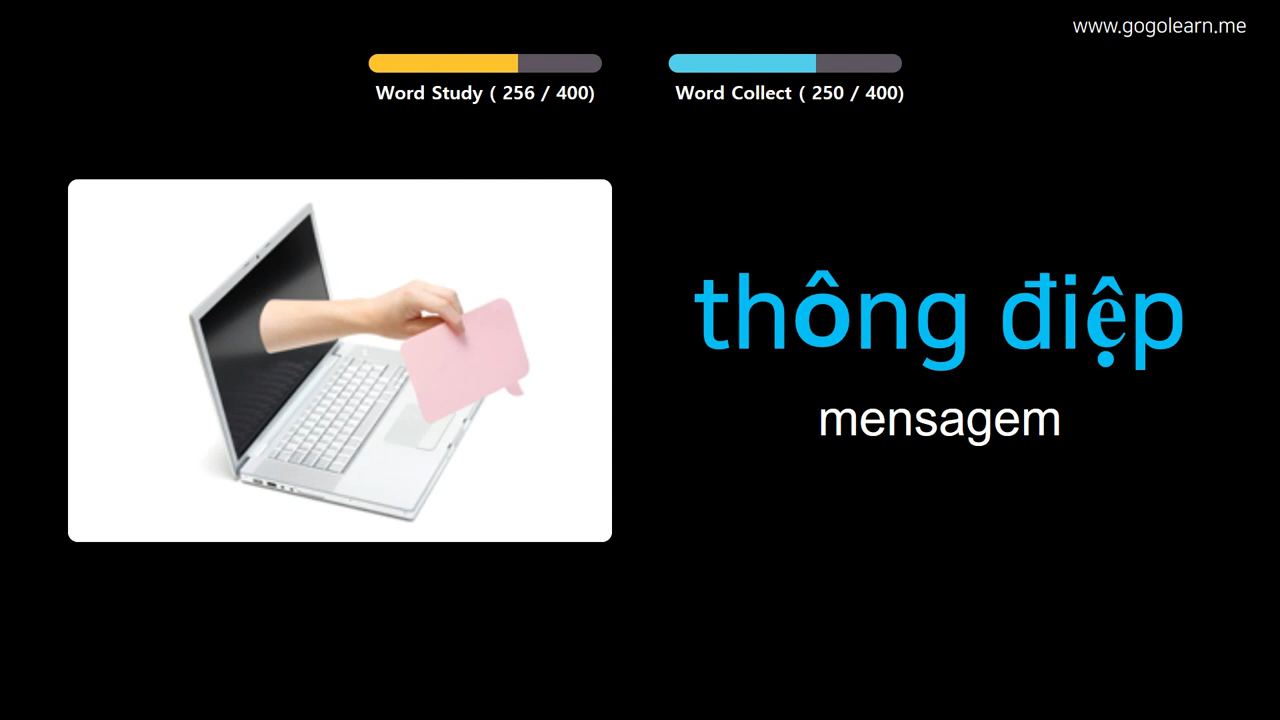 www.gogolearn.me
Word Study ( 256 / 400)
Word Collect ( 250 / 400)
thông điệp
mensagem